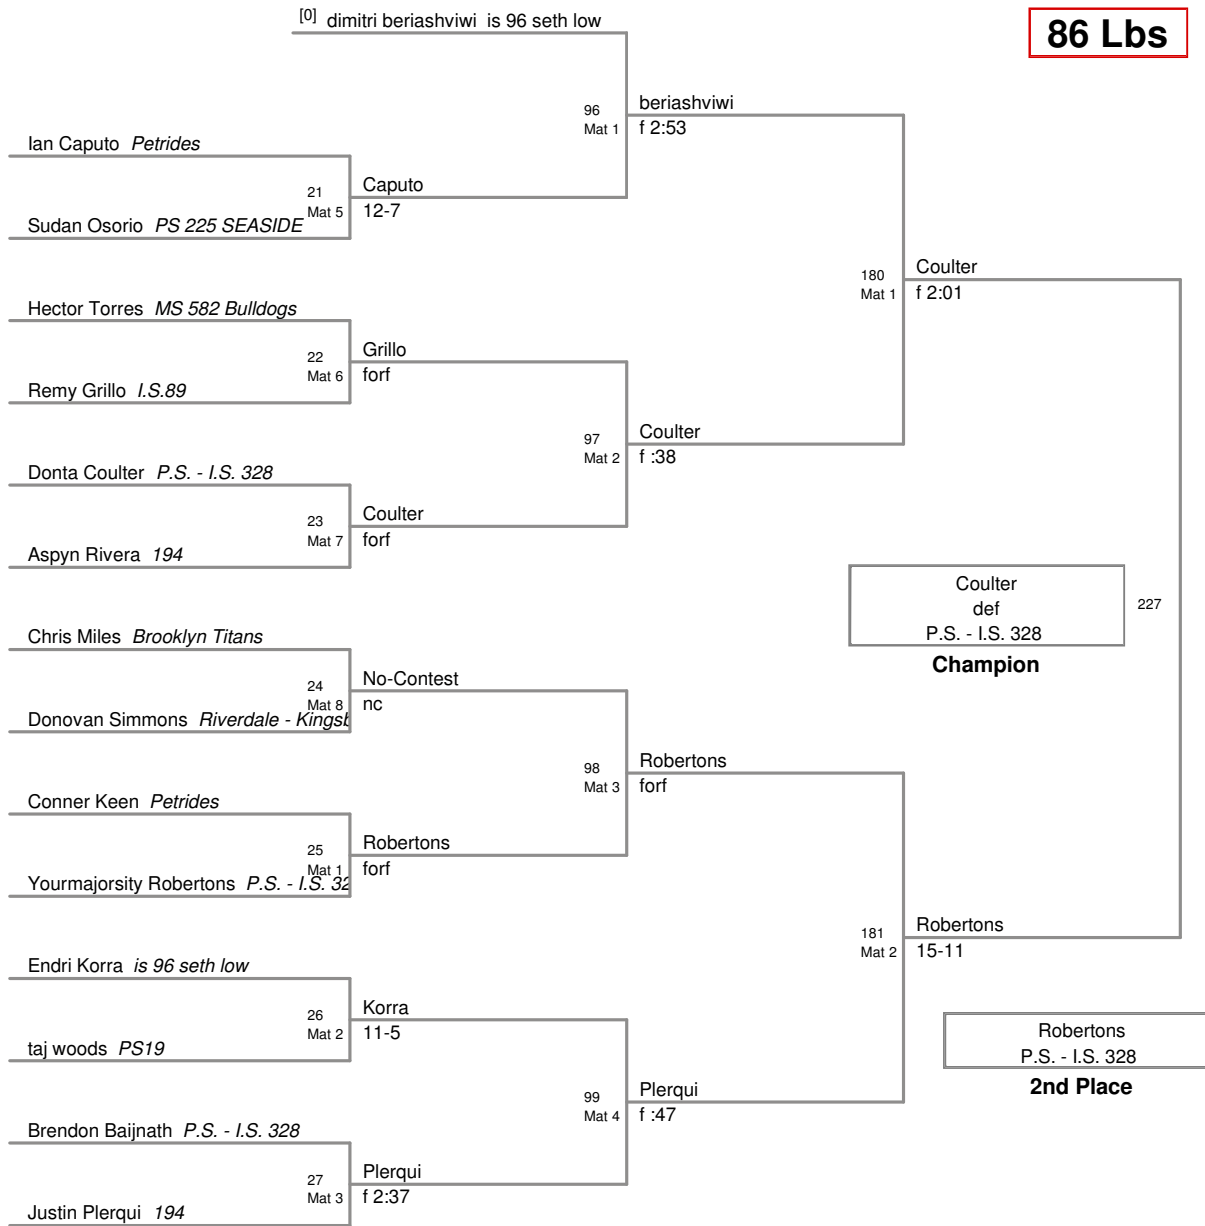 [0] dimitri beriashviwi is 96 seth low
86 Lbs
96
Mat 1
beriashviwi
f 2:53
Ian Caputo Petrides
21
Mat 5
Caputo
12-7
Sudan Osorio PS 225 SEASIDE
180
Mat 1
Coulter
f 2:01
Hector Torres MS 582 Bulldogs
22
Mat 6
Grillo
forf
Remy Grillo I.S.89
97
Mat 2
Coulter
f :38
Donta Coulter P.S. - I.S. 328
23
Mat 7
Coulter
forf
Aspyn Rivera 194
Coulter
def
P.S. - I.S. 328
227
Champion
Chris Miles Brooklyn Titans
24
Mat 8
No-Contest
nc
Donovan Simmons Riverdale - Kingsb
98
Mat 3
Robertons
forf
Conner Keen Petrides
25
Mat 1
Robertons
forf
Yourmajorsity Robertons P.S. - I.S. 32
181
Mat 2
Robertons
15-11
Endri Korra is 96 seth low
26
Mat 2
Korra
11-5
taj woods PS19
Robertons
P.S. - I.S. 328
2nd Place
99
Mat 4
Plerqui
f :47
Brendon Baijnath P.S. - I.S. 328
27
Mat 3
Plerqui
f 2:37
Justin Plerqui 194